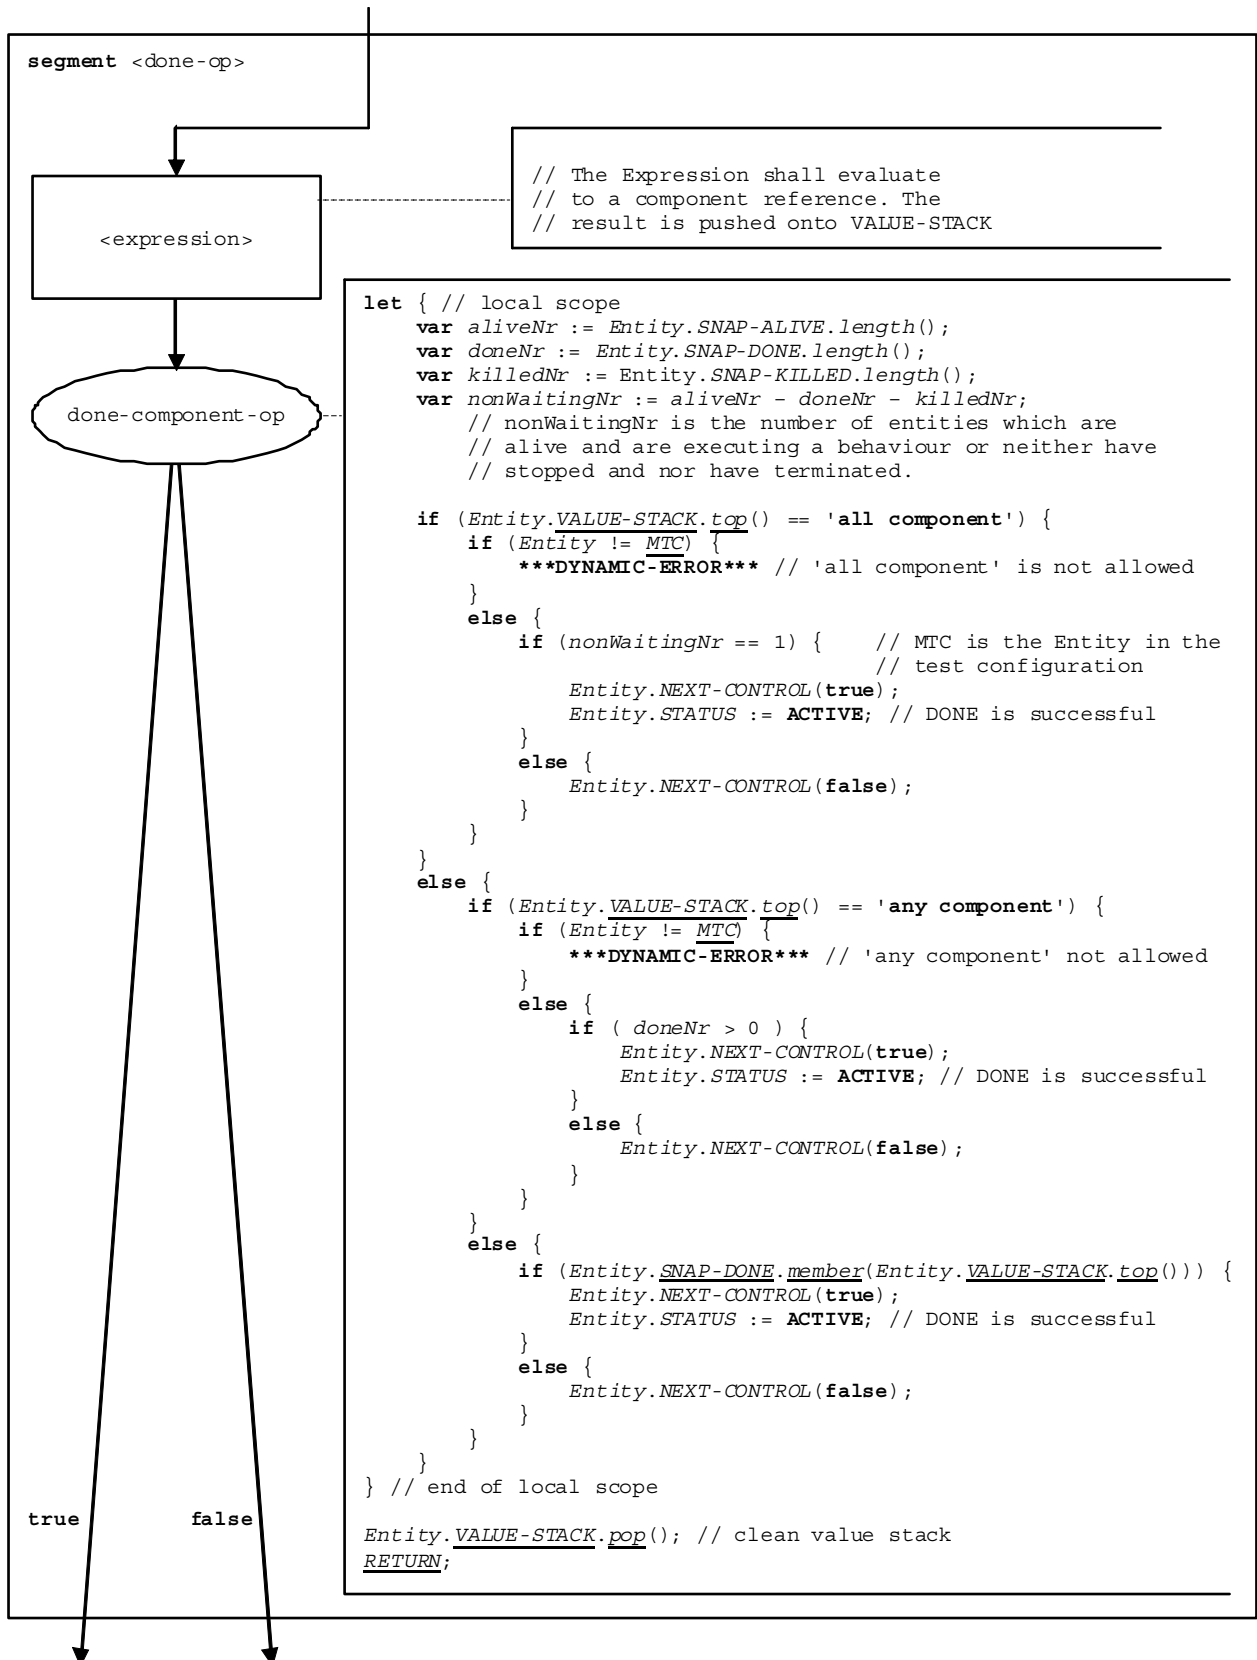 segment <done-op>
// The Expression shall evaluate
// to a component reference. The
// result is pushed onto VALUE-STACK
<expression>
done-component-op
let { // local scope
var aliveNr := Entity.SNAP-ALIVE.length();
var doneNr := Entity.SNAP-DONE.length();
var killedNr := Entity.SNAP-KILLED.length();
var nonWaitingNr := aliveNr – doneNr – killedNr;
// nonWaitingNr is the number of entities which are
// alive and are executing a behaviour or neither have
// stopped and nor have terminated.
if (Entity.VALUE-STACK.top() == 'all component') {
if (Entity != MTC) {
***DYNAMIC-ERROR*** // 'all component' is not allowed
}
else {
if (nonWaitingNr == 1) { // MTC is the Entity in the
// test configuration
Entity.NEXT-CONTROL(true);
Entity.STATUS := ACTIVE; // DONE is successful
}
else {
Entity.NEXT-CONTROL(false);
}
}
}
else {
if (Entity.VALUE-STACK.top() == 'any component') {
if (Entity != MTC) {
***DYNAMIC-ERROR*** // 'any component' not allowed
}
else {
if ( doneNr > 0 ) {
Entity.NEXT-CONTROL(true);
Entity.STATUS := ACTIVE; // DONE is successful
}
else {
Entity.NEXT-CONTROL(false);
}
}
}
else {
if (Entity.SNAP-DONE.member(Entity.VALUE-STACK.top())) {
Entity.NEXT-CONTROL(true);
Entity.STATUS := ACTIVE; // DONE is successful
}
else {
Entity.NEXT-CONTROL(false);
}
}
}
} // end of local scope
Entity.VALUE-STACK.pop(); // clean value stack
RETURN;
true
false